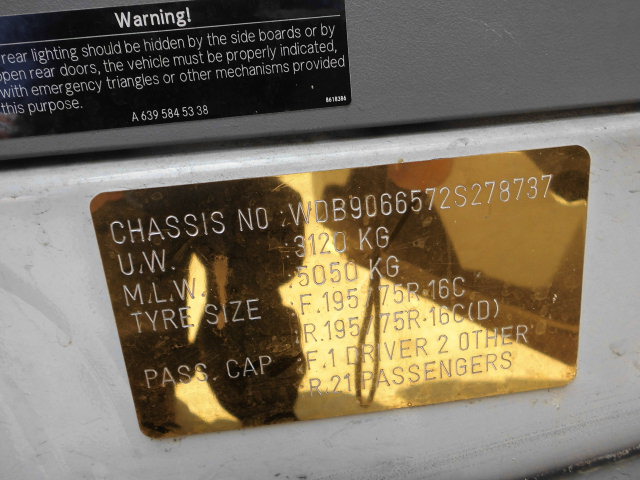 Warning!
rear lighting should be hidden by the side boards or by
open rear doors, the vehicle must be properly indicated,
with emergency triangles or other mechanisms provided
this purpose.
A 639 584 53 38
8618386
CHASSIS NO :WDB9066572S278737
U.W. :3120 KG
M.L.W. :5050 KG
TYRE SIZE :F.195/75R.16C
:R.195/75R.16C(D)
PASS. CAP :F.1 DRIVER 2 OTHER
:R.21 PASSENGERS